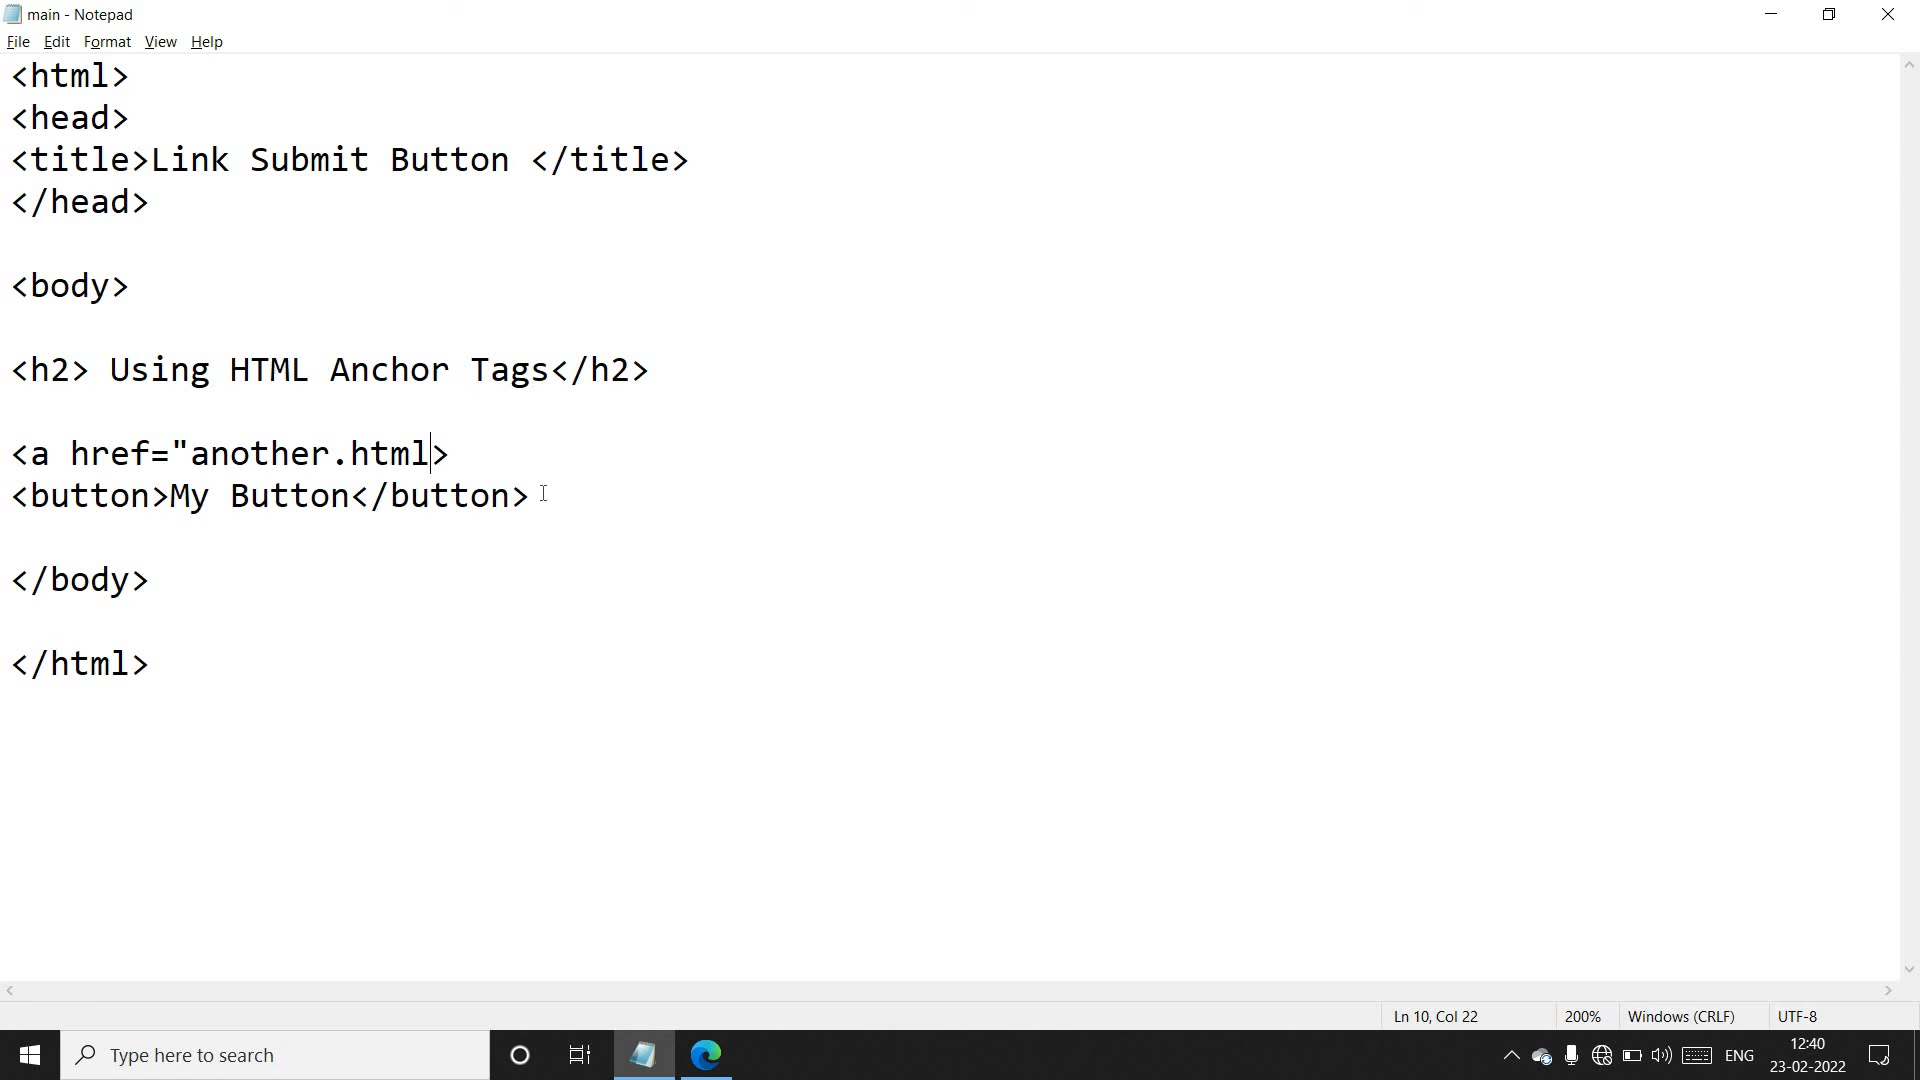 main - Notepad
File Edit Format View Help
<html>
<head>
<title>Link Submit Button </title>
</head>
<body>
<h2> Using HTML Anchor Tags</h2>
<a href="another.html>
<button>My Button</button>
</body>
</html>
Ln 10, Col 22 200% Windows (CRLF) UTF-8
Type here to search
ENG
12:40
23-02-2022